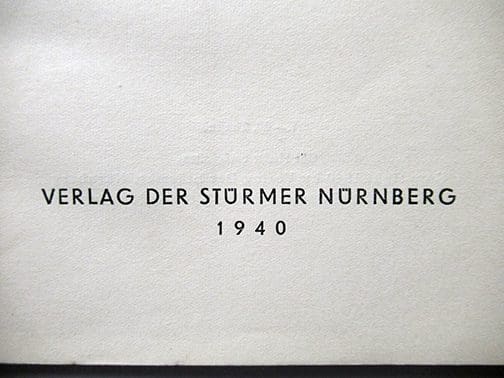 VERLAG DER STÜRMER NÜRNBERG
1940